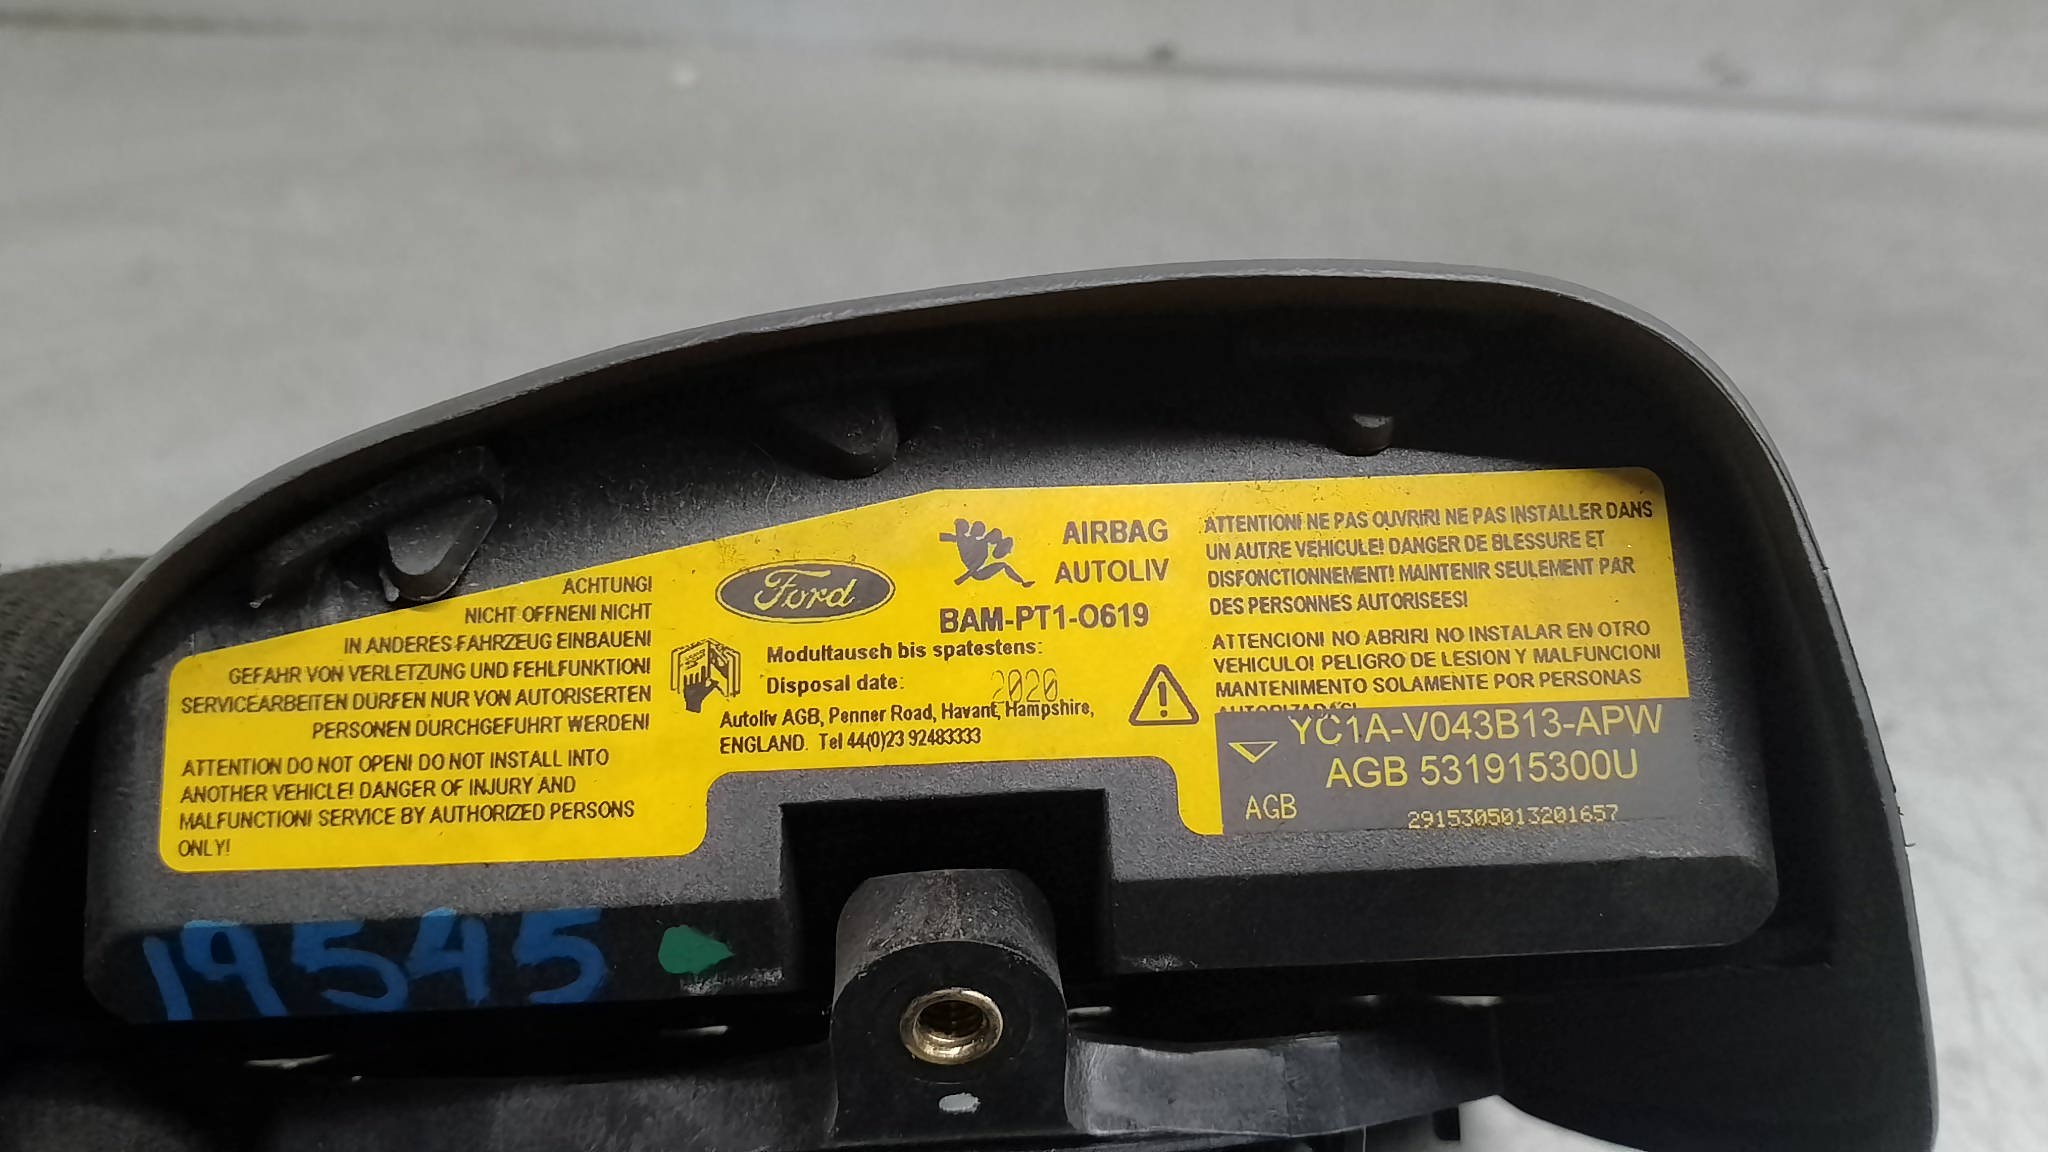 ACHTUNG!
NICHT OFFNEN! NICHT
IN ANDERES FAHRZEUG EINBAUEN!
GEFAHR VON VERLETZUNG UND FEHLFUNKTION!
SERVICEARBEITEN DURFEN NUR VON AUTORISERTEN
PERSONEN DURCHGEFUHRT WERDEN!
ATTENTION DO NOT OPEN! DO NOT INSTALL INTO
ANOTHER VEHICLE! DANGER OF INJURY AND
MALFUNCTION! SERVICE BY AUTHORIZED PERSONS
ONLY!
Ford
AIRBAG
AUTOLIV
BAM-PT1-0619
Modultausch bis spatestens:
Disposal date: 2020
Autoliv AGB, Penner Road, Havant, Hampshire,
ENGLAND. Tel 44(0)23 92483333
ATTENTION! NE PAS OUVRIR! NE PAS INSTALLER DANS
UN AUTRE VEHICULE! DANGER DE BLESSURE ET
DISFONCTIONNEMENT! MAINTENIR SEULEMENT PAR
DES PERSONNES AUTORISEES!
ATTENCION! NO ABRIR! NO INSTALAR EN OTRO
VEHICULO! PELIGRO DE LESION Y MALFUNCION!
MANTENIMENTO SOLAMENTE POR PERSONAS
AUTORIZADAS!
YC1A-V043B13-APW
AGB 531915300U
AGB
2915305013201657
19545